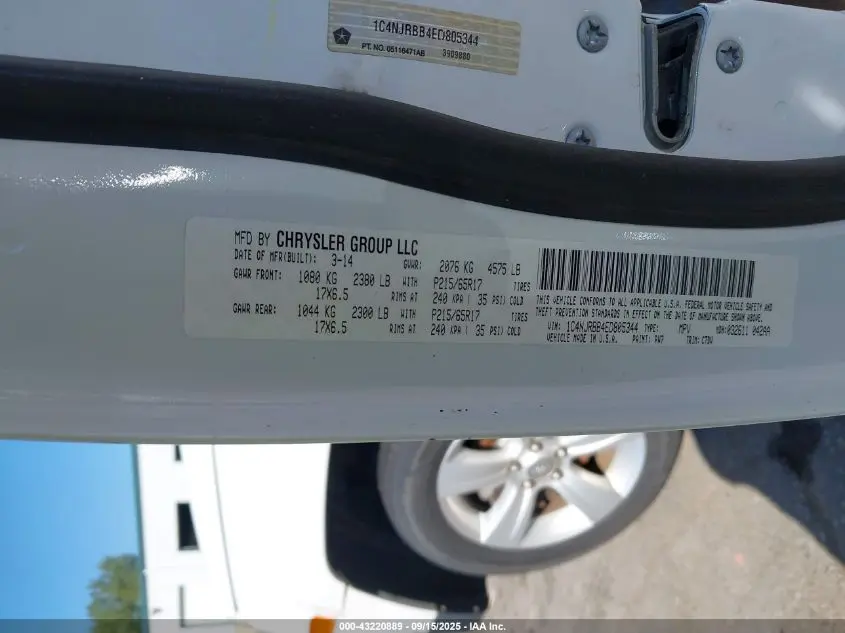 1C4NJRBB4ED805344
PT. NO. 05116471AB 3909880
MFD BY CHRYSLER GROUP LLC
DATE OF MFR(BUILT): 3-14 GVWR: 2076 KG 4575 LB
GAWR FRONT: 1080 KG 2380 LB WITH P215/65R17 TIRES
17X6.5 RIMS AT 240 KPA( 35 PSI) COLD
GAWR REAR: 1044 KG 2300 LB WITH P215/65R17 TIRES
17X6.5 RIMS AT 240 KPA( 35 PSI) COLD
THIS VEHICLE CONFORMS TO ALL APPLICABLE U.S.A. FEDERAL MOTOR VEHICLE SAFETY AND
THEFT PREVENTION STANDARDS IN EFFECT ON THE DATE OF MANUFACTURE SHOWN ABOVE.
VIN: 1C4NJRBB4ED805344 TYPE: MPV MDH:032611 042AA
VEHICLE MADE IN U.S.A. PAINT: PW7 TRIM: C7DV
000-43220889 - 09/15/2025 - IAA Inc.